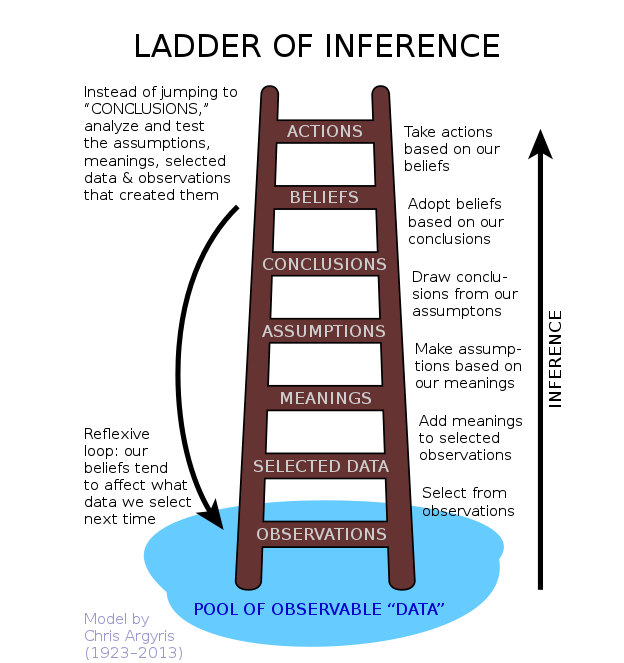 LADDER OF INFERENCE
Instead of jumping to
“CONCLUSIONS,”
analyze and test
the assumptions,
meanings, selected
data & observations
that created them
ACTIONS
Take actions
based on our
beliefs
BELIEFS
Adopt beliefs
based on our
conclusions
CONCLUSIONS
Draw conclu-
sions from our
assumptons
ASSUMPTIONS
Make assump-
tions based on
our meanings
MEANINGS
Add meanings
to selected
observations
SELECTED DATA
Select from
observations
OBSERVATIONS
INFERENCE
Reflexive
loop: our
beliefs tend
to affect what
data we select
next time
POOL OF OBSERVABLE “DATA”
Model by
Chris Argyris
(1923–2013)